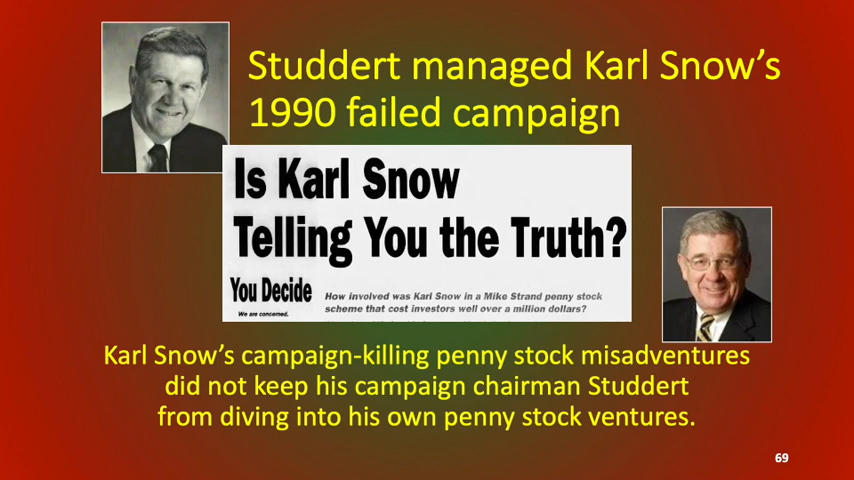 Studdert managed Karl Snow's
1990 failed campaign
Is Karl Snow
Telling You the Truth?
You Decide
We are concerned.
How involved was Karl Snow in a Mike Strand penny stock
scheme that cost investors well over a million dollars?
Karl Snow's campaign-killing penny stock misadventures
did not keep his campaign chairman Studdert
from diving into his own penny stock ventures.
69